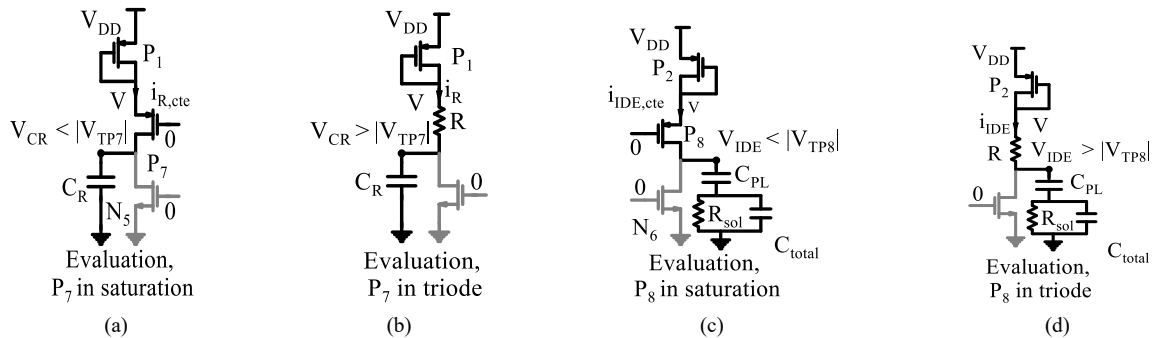 V_DD
P_1
i_R,cte
V
V_CR < |V_TP7|
0
P_7
C_R
N_5
0
Evaluation,
P_7 in saturation
(a)
V_DD
P_1
i_R
V
R
V_CR > |V_TP7|
C_R
0
Evaluation,
P_7 in triode
(b)
V_DD
P_2
i_IDE,cte
V
0
P_8
V_IDE < |V_TP8|
C_PL
0
R_sol
N_6
C_total
Evaluation,
P_8 in saturation
(c)
V_DD
P_2
i_IDE
V
R
V_IDE > |V_TP8|
C_PL
0
R_sol
C_total
Evaluation,
P_8 in triode
(d)